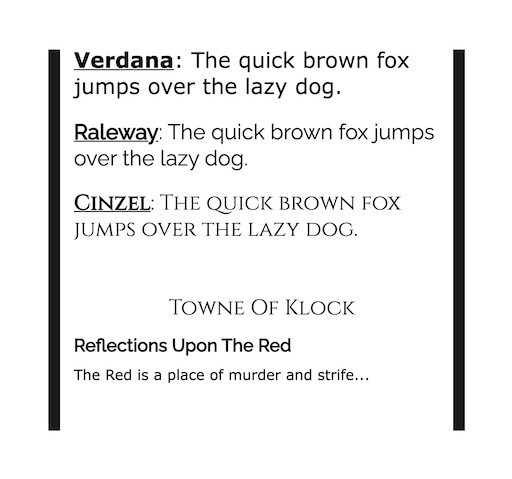 Verdana: The quick brown fox
jumps over the lazy dog.
Raleway: The quick brown fox jumps
over the lazy dog.
Cinzel: The quick brown fox
jumps over the lazy dog.
Towne Of Klock
Reflections Upon The Red
The Red is a place of murder and strife...